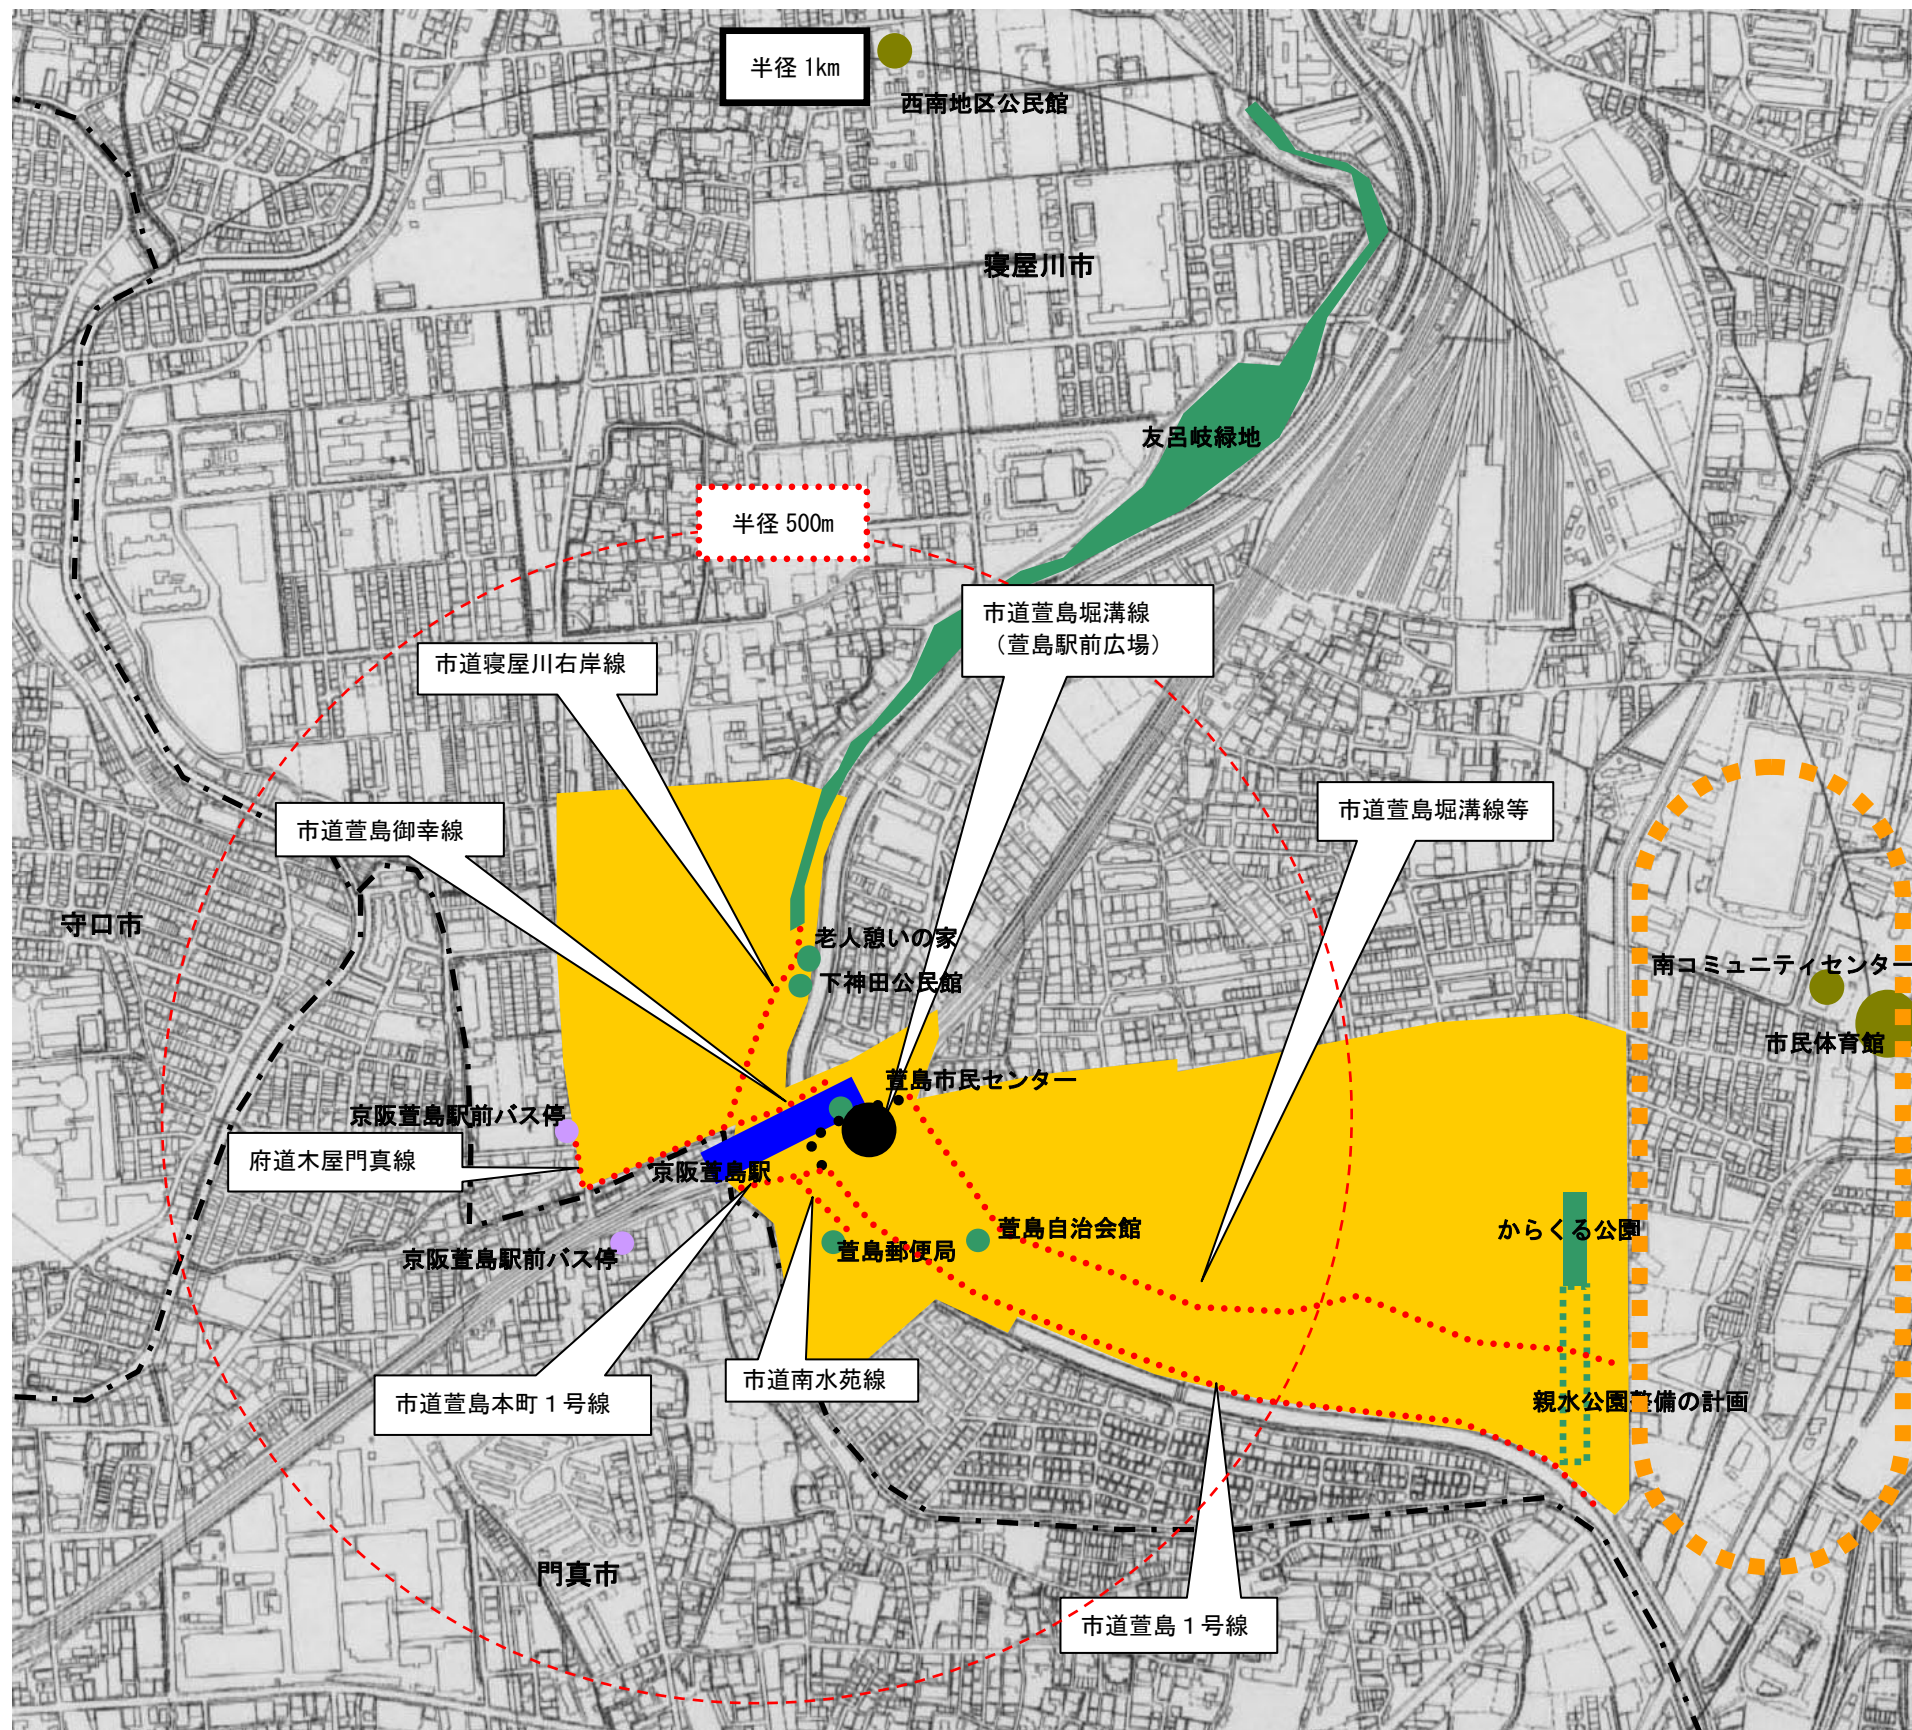 半径 1km
西南地区公民館
寝屋川市
友呂岐緑地
半径 500m
市道萱島堀溝線
（萱島駅前広場）
市道寝屋川右岸線
市道萱島堀溝線等
市道萱島御幸線
守口市
老人憩いの家
下神田公民館
南コミュニティセンター
市民体育館
萱島市民センター
京阪萱島駅前バス停
府道木屋門真線
京阪萱島駅
萱島自治会館
からくる公園
萱島郵便局
京阪萱島駅前バス停
市道南水苑線
市道萱島本町１号線
親水公園整備の計画
門真市
市道萱島１号線